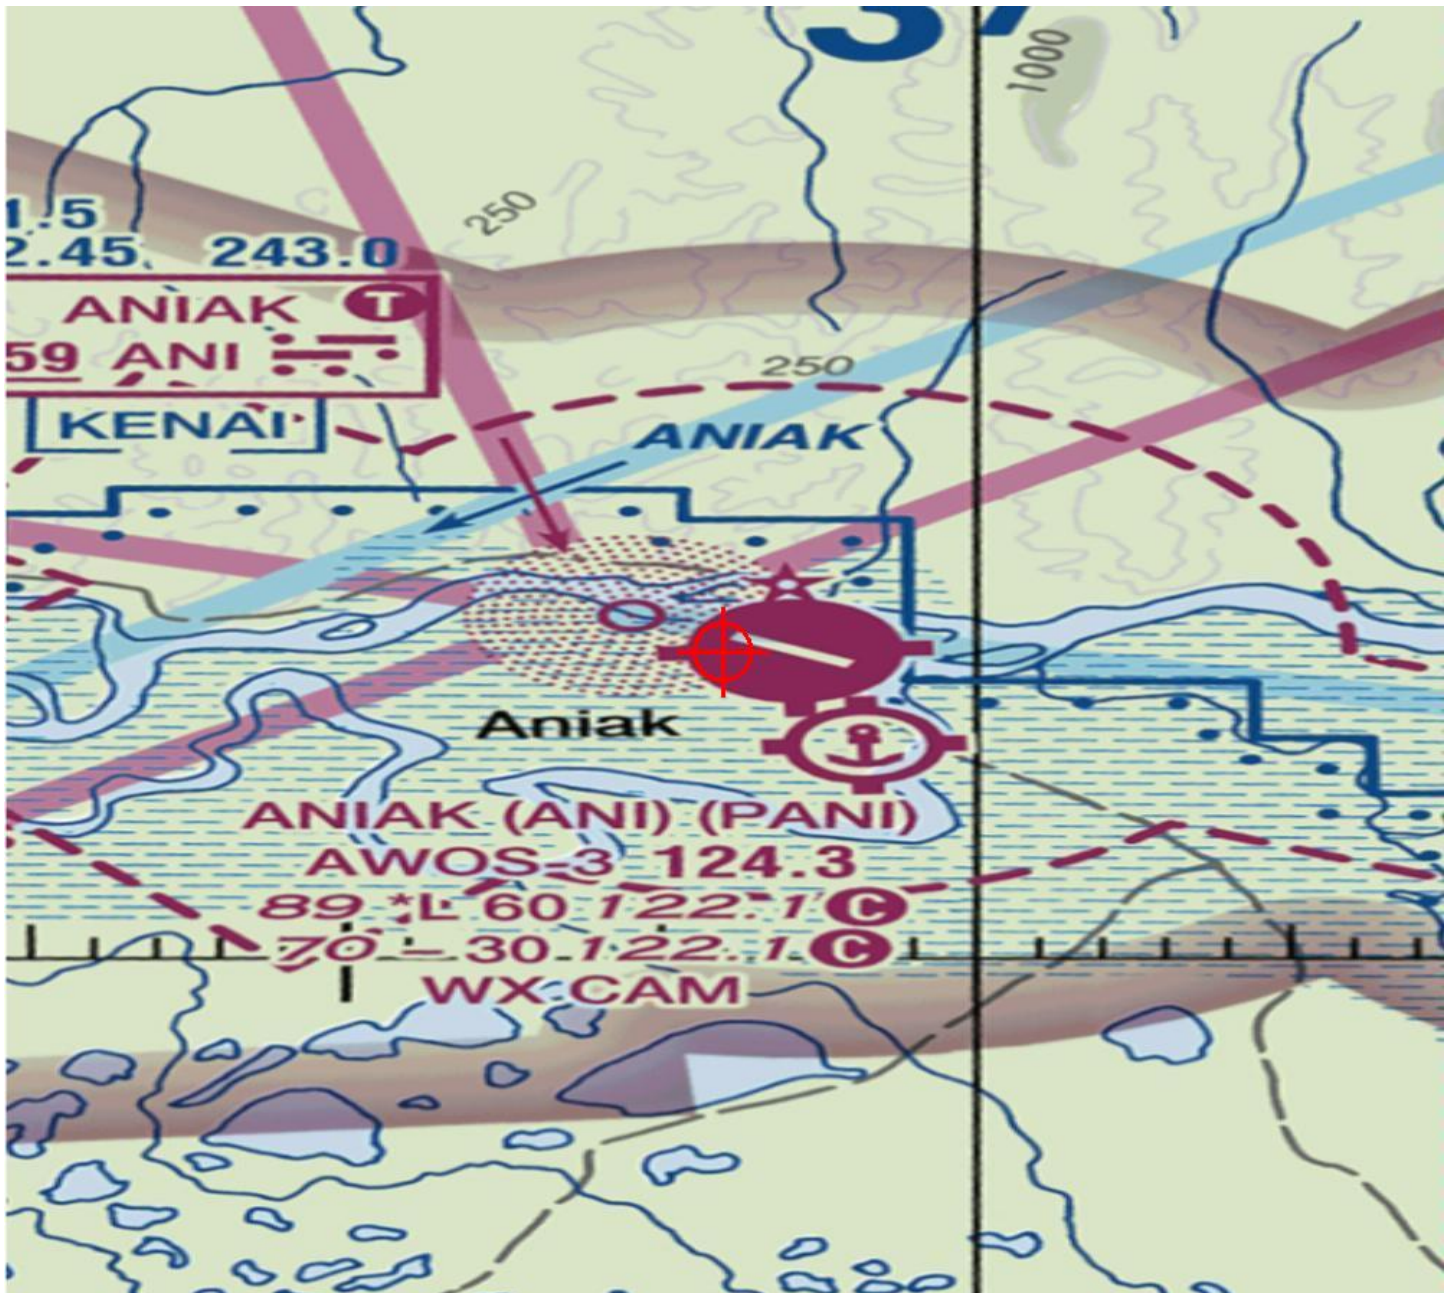 37
1000
250
1.5
2.45 243.0
ANIAK T
59 ANI
KENAI
250
ANIAK
Aniak
ANIAK (ANI) (PANI)
AWOS-3 124.3
89 *L 60 122.1 C
70 – 30 122.1 C
WX CAM